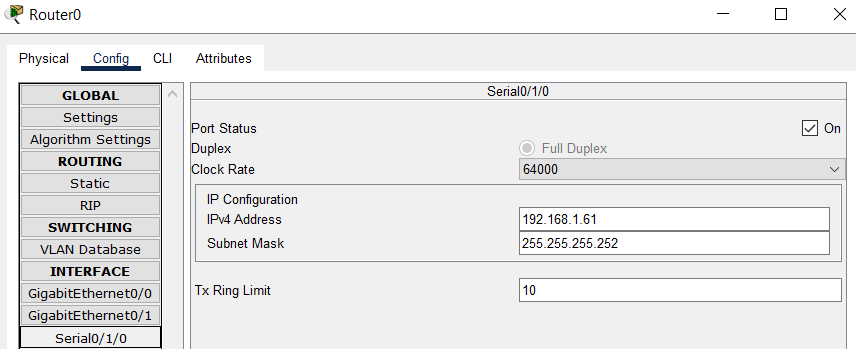 Router0
Physical Config CLI Attributes
GLOBAL
Settings
Algorithm Settings
ROUTING
Static
RIP
SWITCHING
VLAN Database
INTERFACE
GigabitEthernet0/0
GigabitEthernet0/1
Serial0/1/0
Serial0/1/0
Port Status On
Duplex Full Duplex
Clock Rate 64000
IP Configuration
IPv4 Address 192.168.1.61
Subnet Mask 255.255.255.252
Tx Ring Limit 10